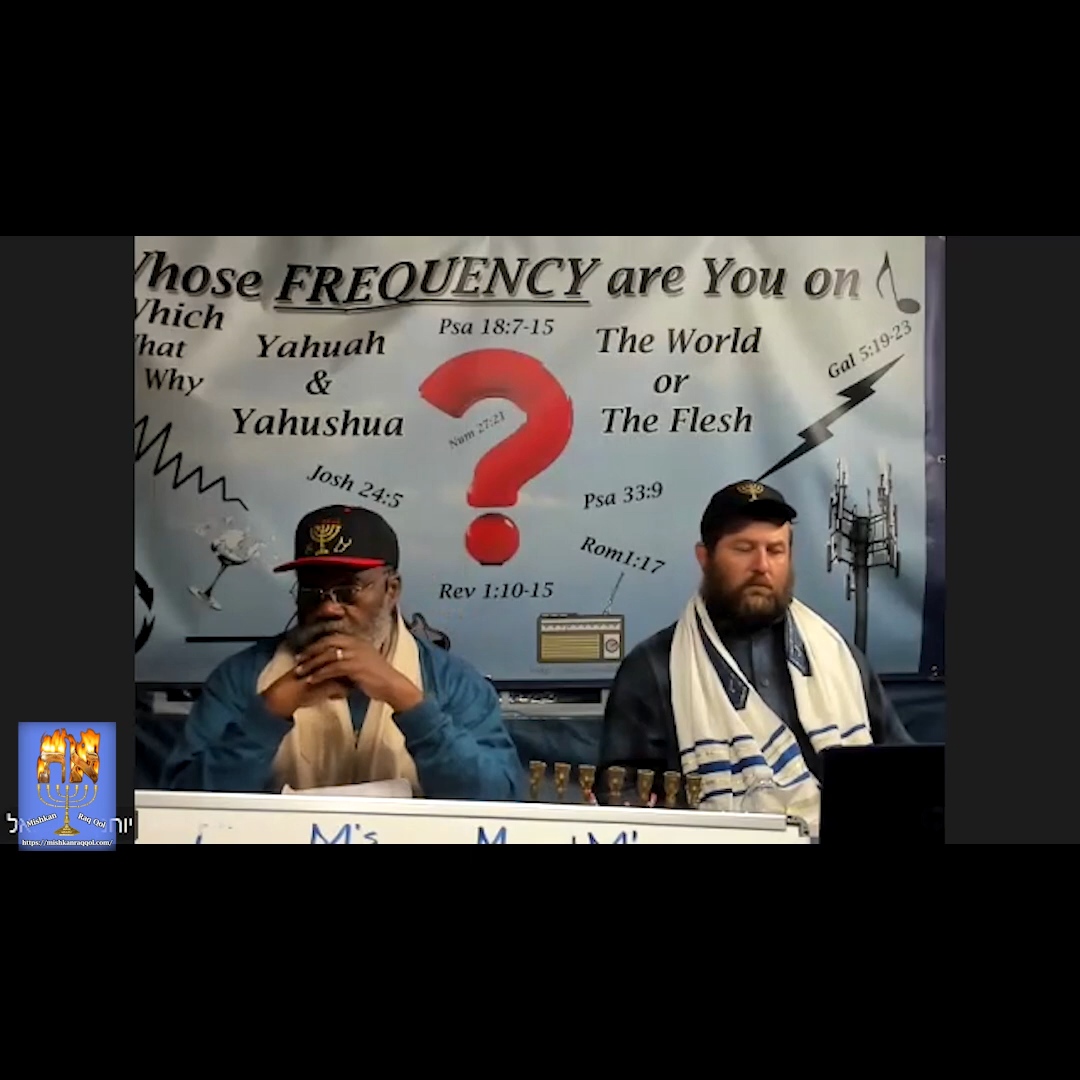 Whose FREQUENCY are You on
Which
What
Why
Yahuah
&
Yahushua
Psa 18:7-15
The World
or
The Flesh
Gal 5:19-23
Num 27:21
Josh 24:5
Psa 33:9
Rom1:17
Rev 1:10-15
Mishkan Raq Qol
https://mishkanraqqol.com/
M's